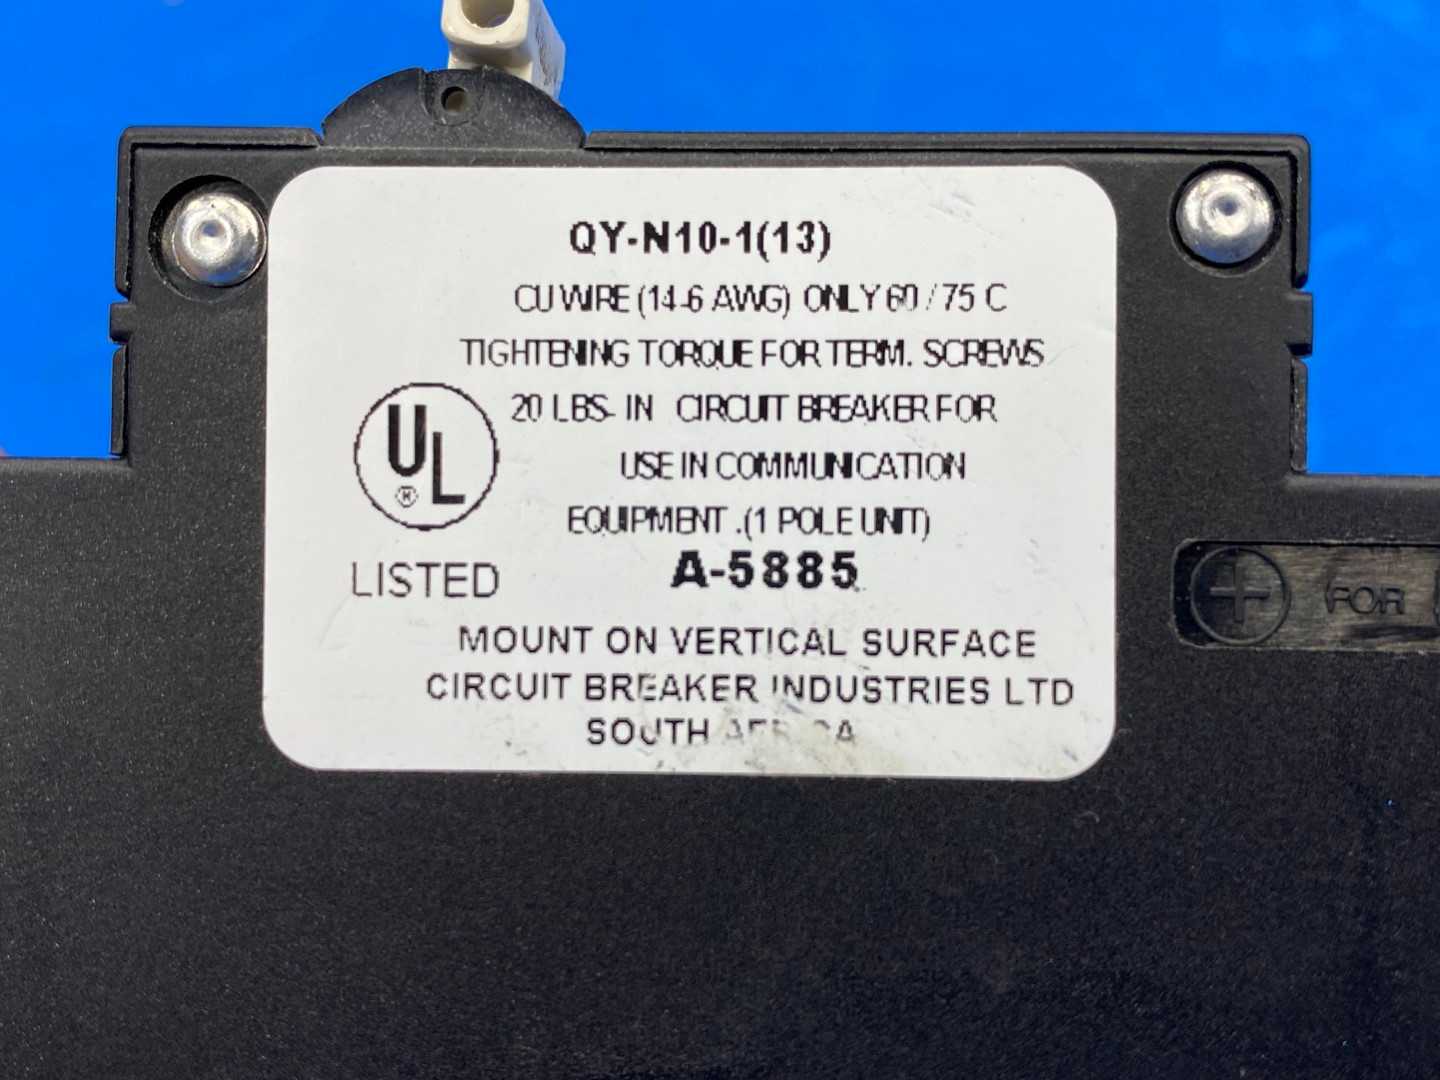 QY-N10-1(13)
CU WIRE (14-6 AWG) ONLY 60 / 75 C
TIGHTENING TORQUE FOR TERM. SCREWS
20 LBS- IN CIRCUIT BREAKER FOR
USE IN COMMUNICATION
EQUIPMENT .(1 POLE UNIT)
UL
®
LISTED
A-5885
MOUNT ON VERTICAL SURFACE
CIRCUIT BREAKER INDUSTRIES LTD
SOUTH AFRICA
+ FOR